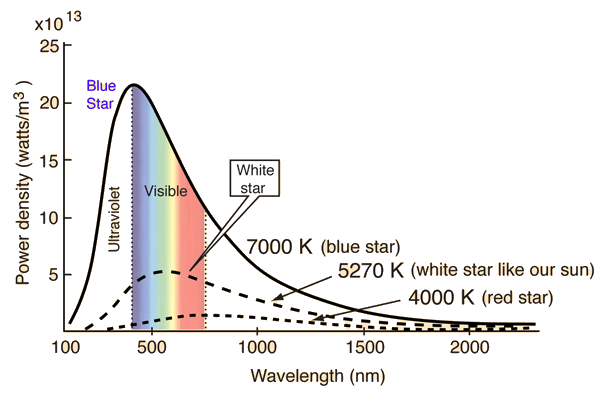 x10 13
25
20
15
10
5
Power density (watts/m3 )
Blue
Star
Ultraviolet
Visible
White
star
7000 K (blue star)
5270 K (white star like our sun)
4000 K (red star)
100
500
1000
1500
2000
Wavelength (nm)